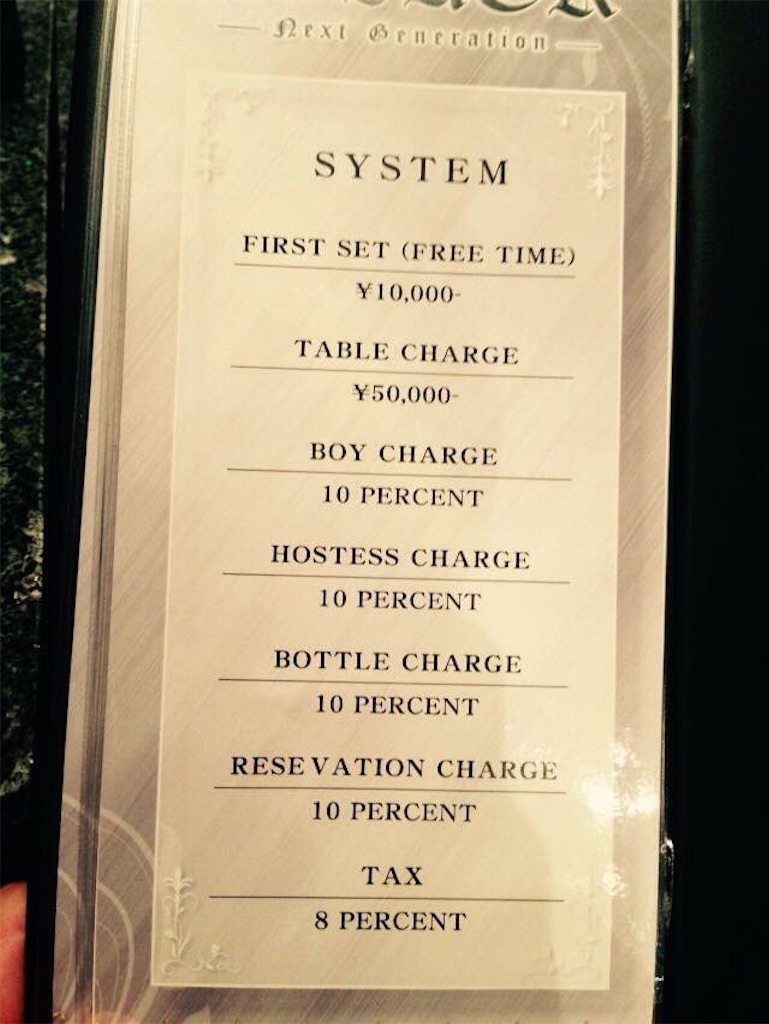 Next Generation
SYSTEM
FIRST SET (FREE TIME)
¥10,000-
TABLE CHARGE
¥50,000-
BOY CHARGE
10 PERCENT
HOSTESS CHARGE
10 PERCENT
BOTTLE CHARGE
10 PERCENT
RESEVATION CHARGE
10 PERCENT
TAX
8 PERCENT